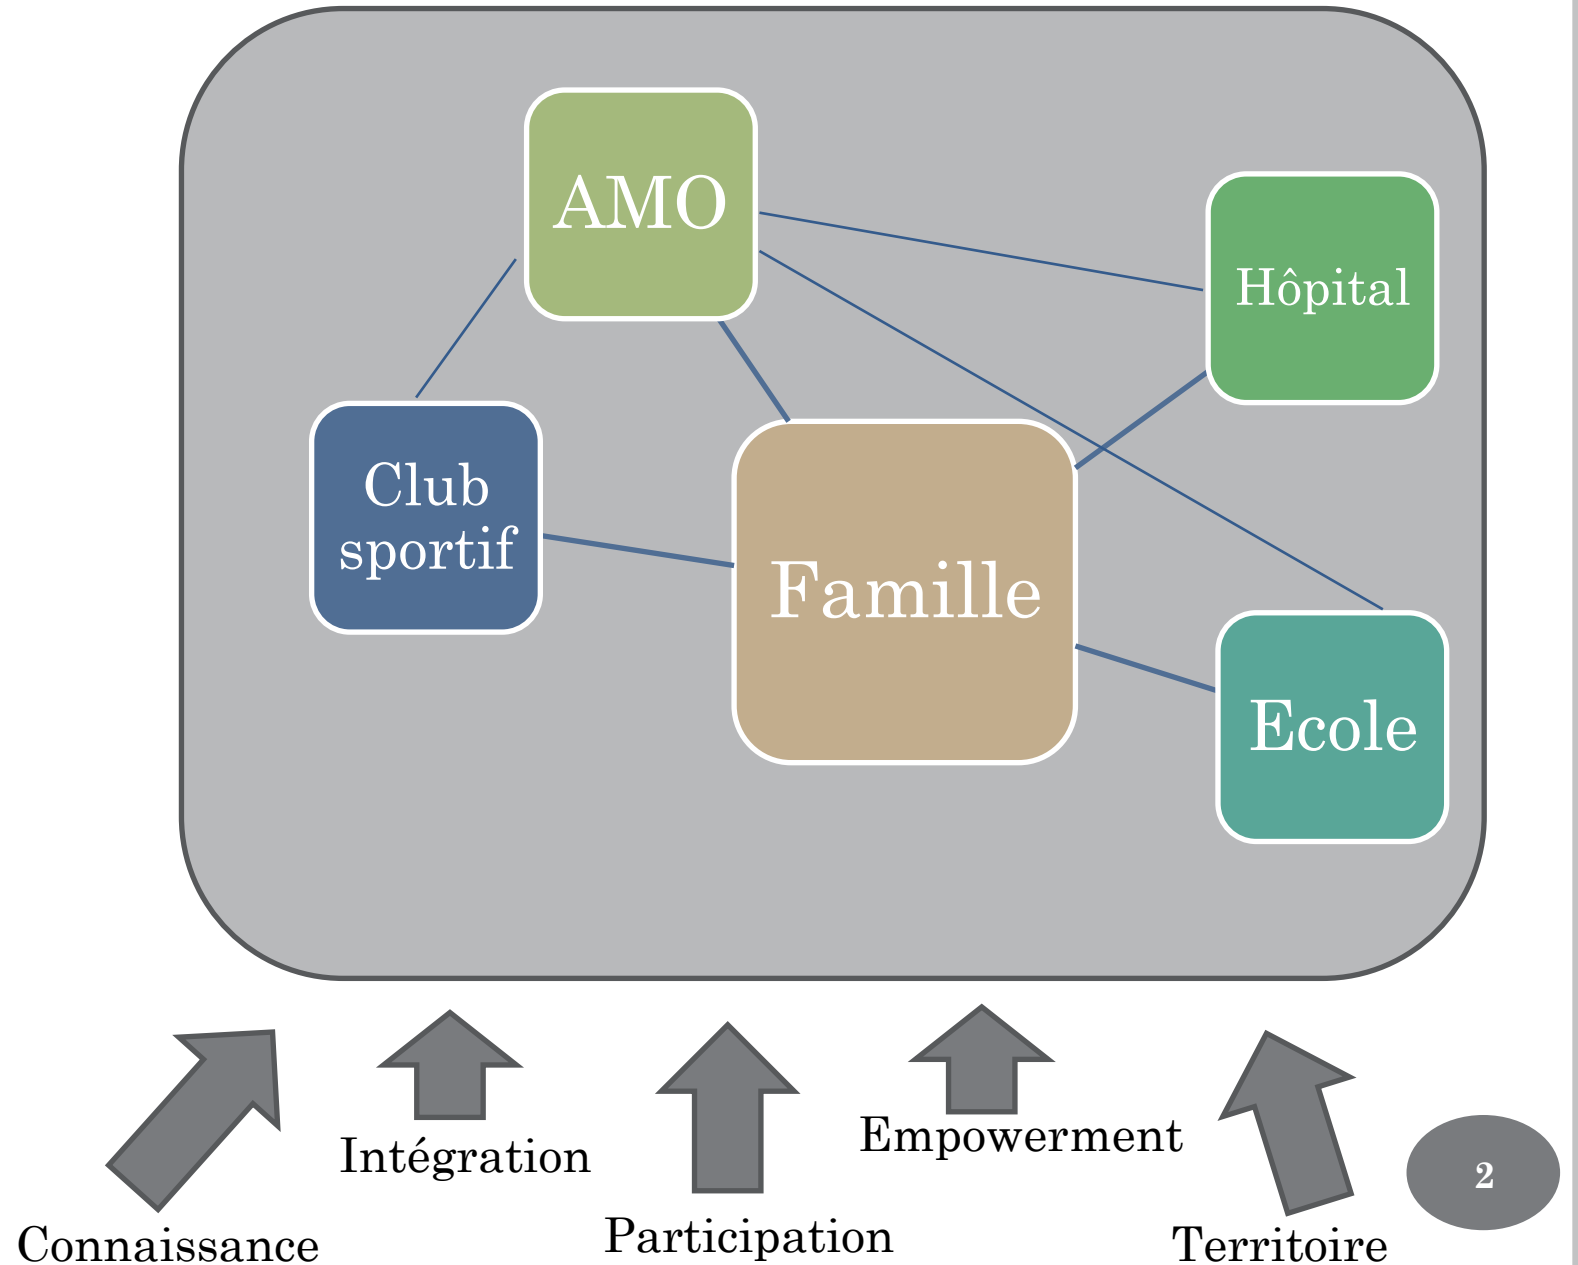 AMO
Hôpital
Club
sportif
Famille
Ecole
Connaissance
Intégration
Participation
Empowerment
Territoire
2